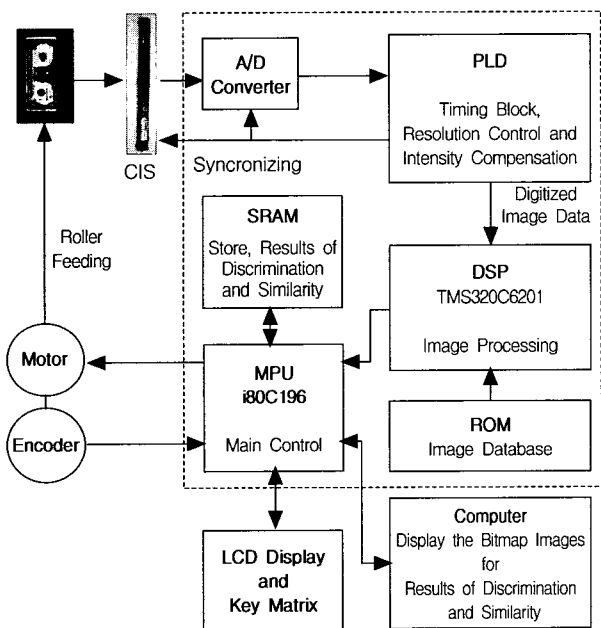 A/D
Converter
PLD
Timing Block,
Resolution Control and
Intensity Compensation
CIS
Syncronizing
Digitized
Image Data
Roller
Feeding
SRAM
Store, Results of
Discrimination
and Similarity
DSP
TMS320C6201
Image Processing
Motor
MPU
i80C196
Main Control
Encoder
ROM
Image Database
LCD Display
and
Key Matrix
Computer
Display the Bitmap Images
for
Results of Discrimination
and Similarity